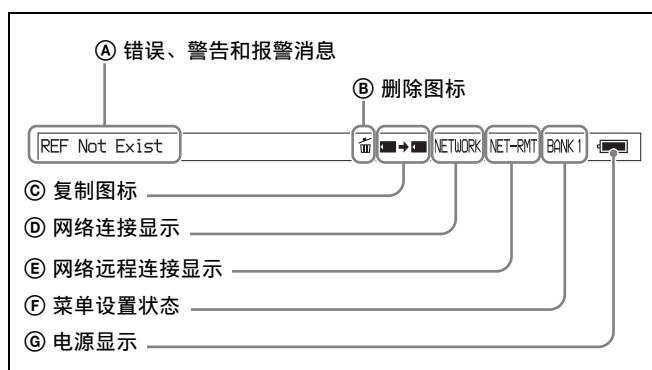 Ⓐ 错误、警告和报警消息
Ⓑ 删除图标
REF Not Exist NETWORK NET-RMT BANK 1
Ⓒ 复制图标
Ⓓ 网络连接显示
Ⓔ 网络远程连接显示
Ⓕ 菜单设置状态
Ⓖ 电源显示